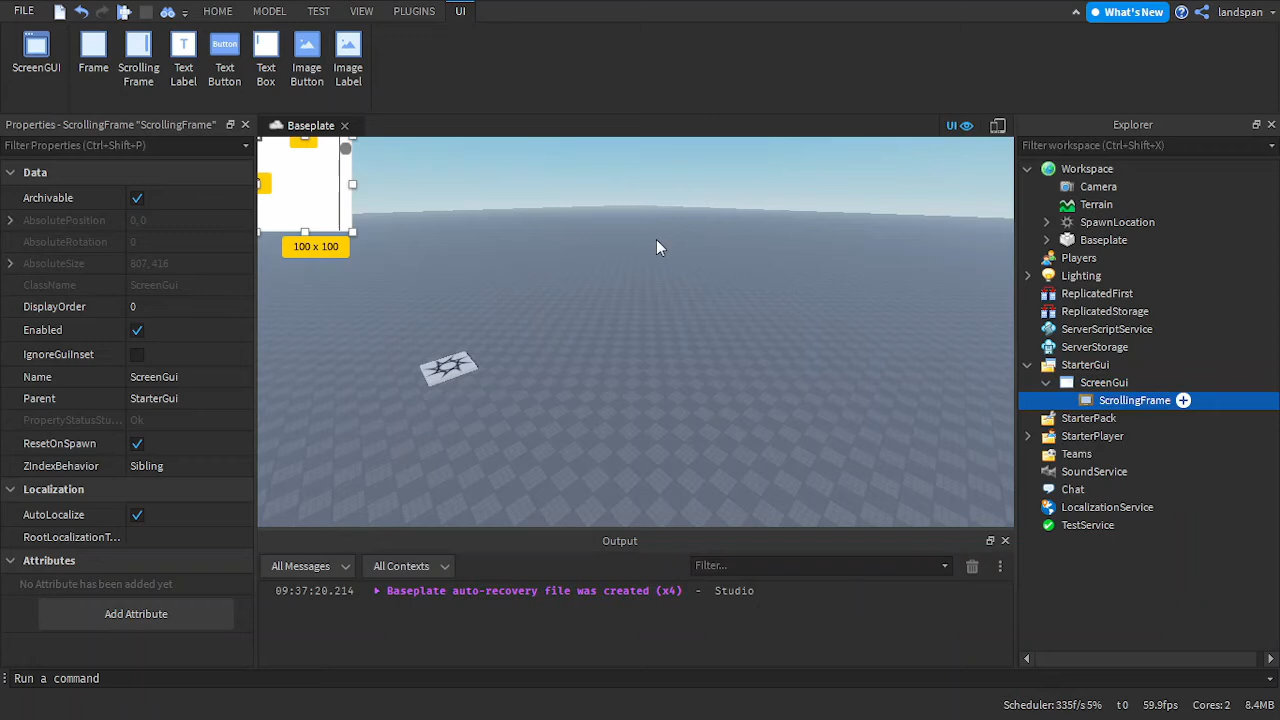 FILE HOME MODEL TEST VIEW PLUGINS UI What's New landspan
ScreenGUI Frame Scrolling Frame Text Label Button Text Button Text Box Image Button Image Label
Properties - ScrollingFrame "ScrollingFrame"
Filter Properties (Ctrl+Shift+P)
Data
Archivable
AbsolutePosition 0, 0
AbsoluteRotation 0
AbsoluteSize 807, 416
ClassName ScreenGui
DisplayOrder 0
Enabled
IgnoreGuiInset
Name ScreenGui
Parent StarterGui
PropertyStatusStu... Ok
ResetOnSpawn
ZIndexBehavior Sibling
Localization
AutoLocalize
RootLocalizationT...
Attributes
No Attribute has been added yet
Add Attribute
Baseplate UI
100 x 100
Output
All Messages All Contexts Filter...
09:37:20.214 Baseplate auto-recovery file was created (x4) - Studio
Explorer
Filter workspace (Ctrl+Shift+X)
Workspace
Camera
Terrain
SpawnLocation
Baseplate
Players
Lighting
ReplicatedFirst
ReplicatedStorage
ServerScriptService
ServerStorage
StarterGui
ScreenGui
ScrollingFrame
StarterPack
StarterPlayer
Teams
SoundService
Chat
LocalizationService
TestService
Run a command
Scheduler:335f/s5% t0 59.9fps Cores: 2 8.4MB